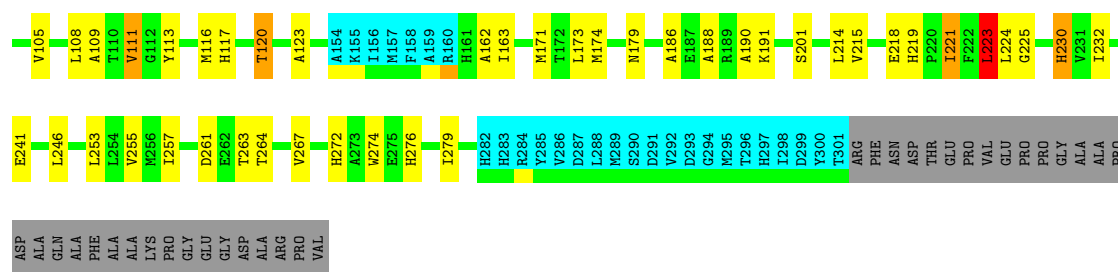 V105 L108 A109 T110 V111 G112 Y113 M116 H117 T120 A123 A154 K155 I156 M157 F158 A159 R160 H161 A162 I163 M171 T172 L173 M174 N179 A186 E187 A188 R189 A190 K191 S201 L214 V215 E218 H219 P220 I221 F222 L223 L224 G225 H230 V231 I232
E241 L246 L253 L254 V255 M256 I257 D261 E262 T263 T264 V267 H272 A273 W274 E275 H276 I279 H282 H283 R284 Y285 V286 D287 L288 M289 S290 D291 V292 D293 G294 M295 T296 H297 I298 D299 Y300 T301 ARG PHE ASN ASP THR GLU PRO VAL GLU PRO PRO GLY ALA ALA PRO
ASP ALA GLN ALA PHE ALA ALA LYS PRO GLY GLU GLY ASP ALA ARG PRO VAL